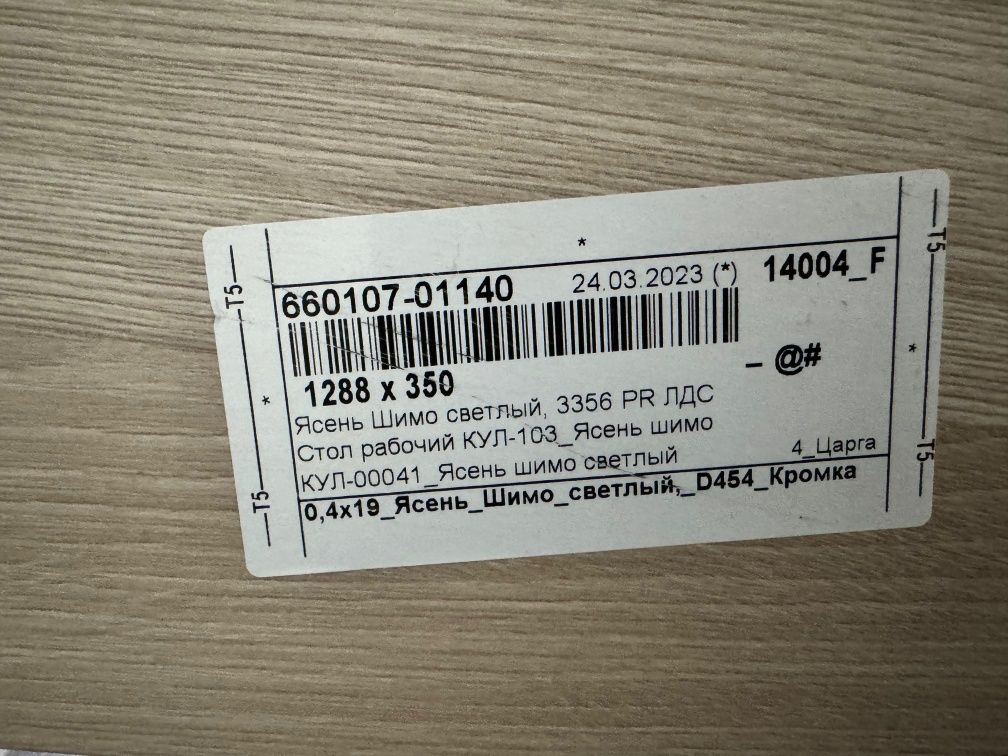 *
660107-01140 24.03.2023 (*) 14004_F
1288 x 350 – @#
Ясень Шимо светлый, 3356 PR ЛДС
Стол рабочий КУЛ-103_Ясень шимо
КУЛ-00041_Ясень шимо светлый 4_Царга
0,4x19_Ясень_Шимо_светлый,_D454_Кромка
—T5— * —T5—
—T5— * —T5—